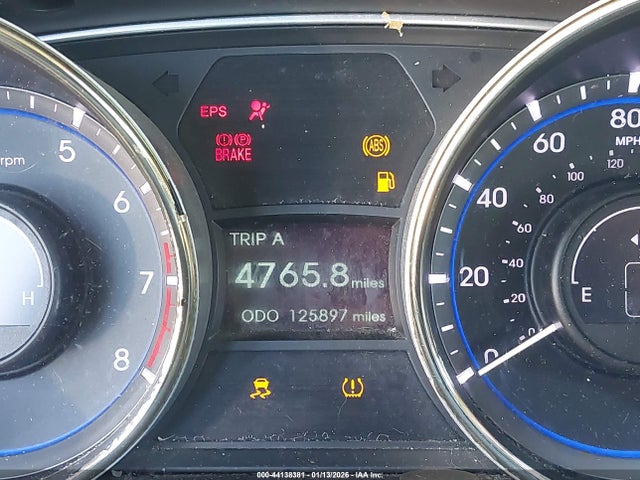 EPS
BRAKE
ABS
TRIP A
4765.8 miles
ODO 125897 miles
rpm
5
6
7
8
H
80
MPH
60
40
20
0
120
100
80
60
40
20
E
000-44138381 - 01/13/2026 - IAA Inc.